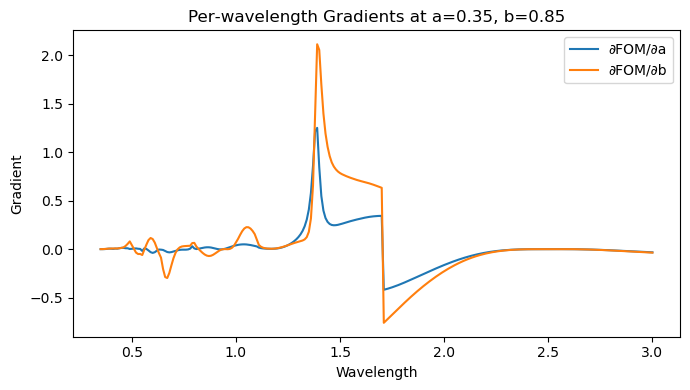 Per-wavelength Gradients at a=0.35, b=0.85
∂FOM/∂a
∂FOM/∂b
Gradient
2.0
1.5
1.0
0.5
0.0
−0.5
0.5
1.0
1.5
2.0
2.5
3.0
Wavelength